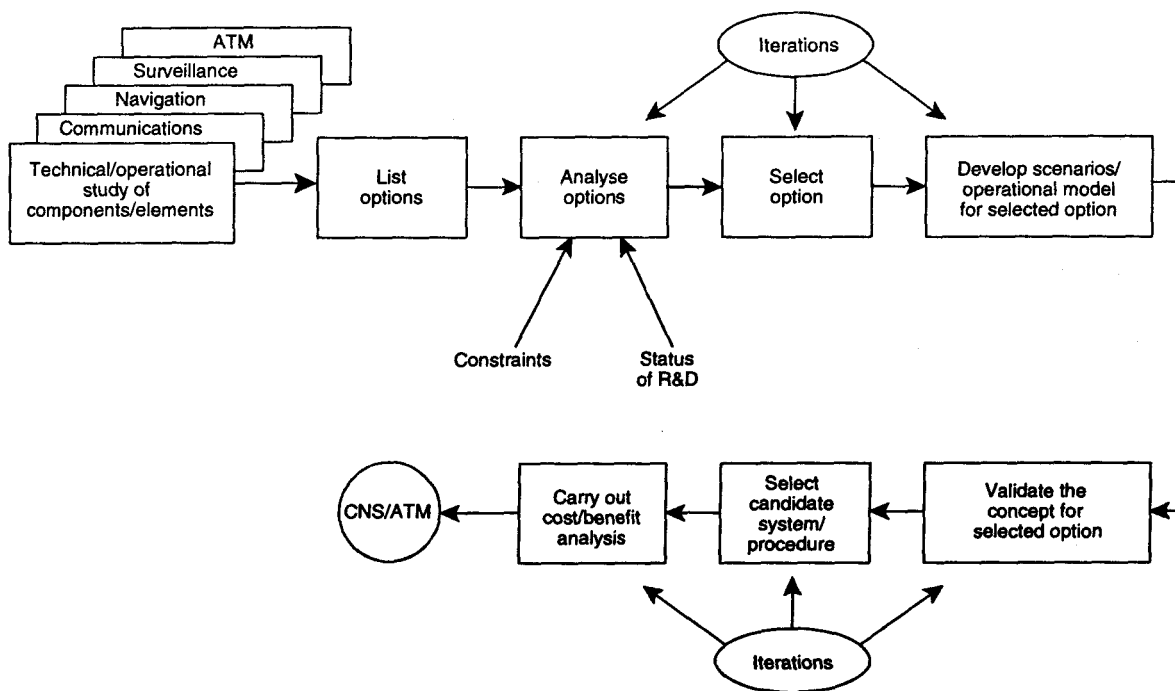 ATM
Surveillance
Navigation
Communications
Technical/operational
study of
components/elements
List
options
Analyse
options
Iterations
Select
option
Develop scenarios/
operational model
for selected option
Constraints
Status
of R&D
CNS/ATM
Carry out
cost/benefit
analysis
Select
candidate
system/
procedure
Validate the
concept for
selected option
Iterations